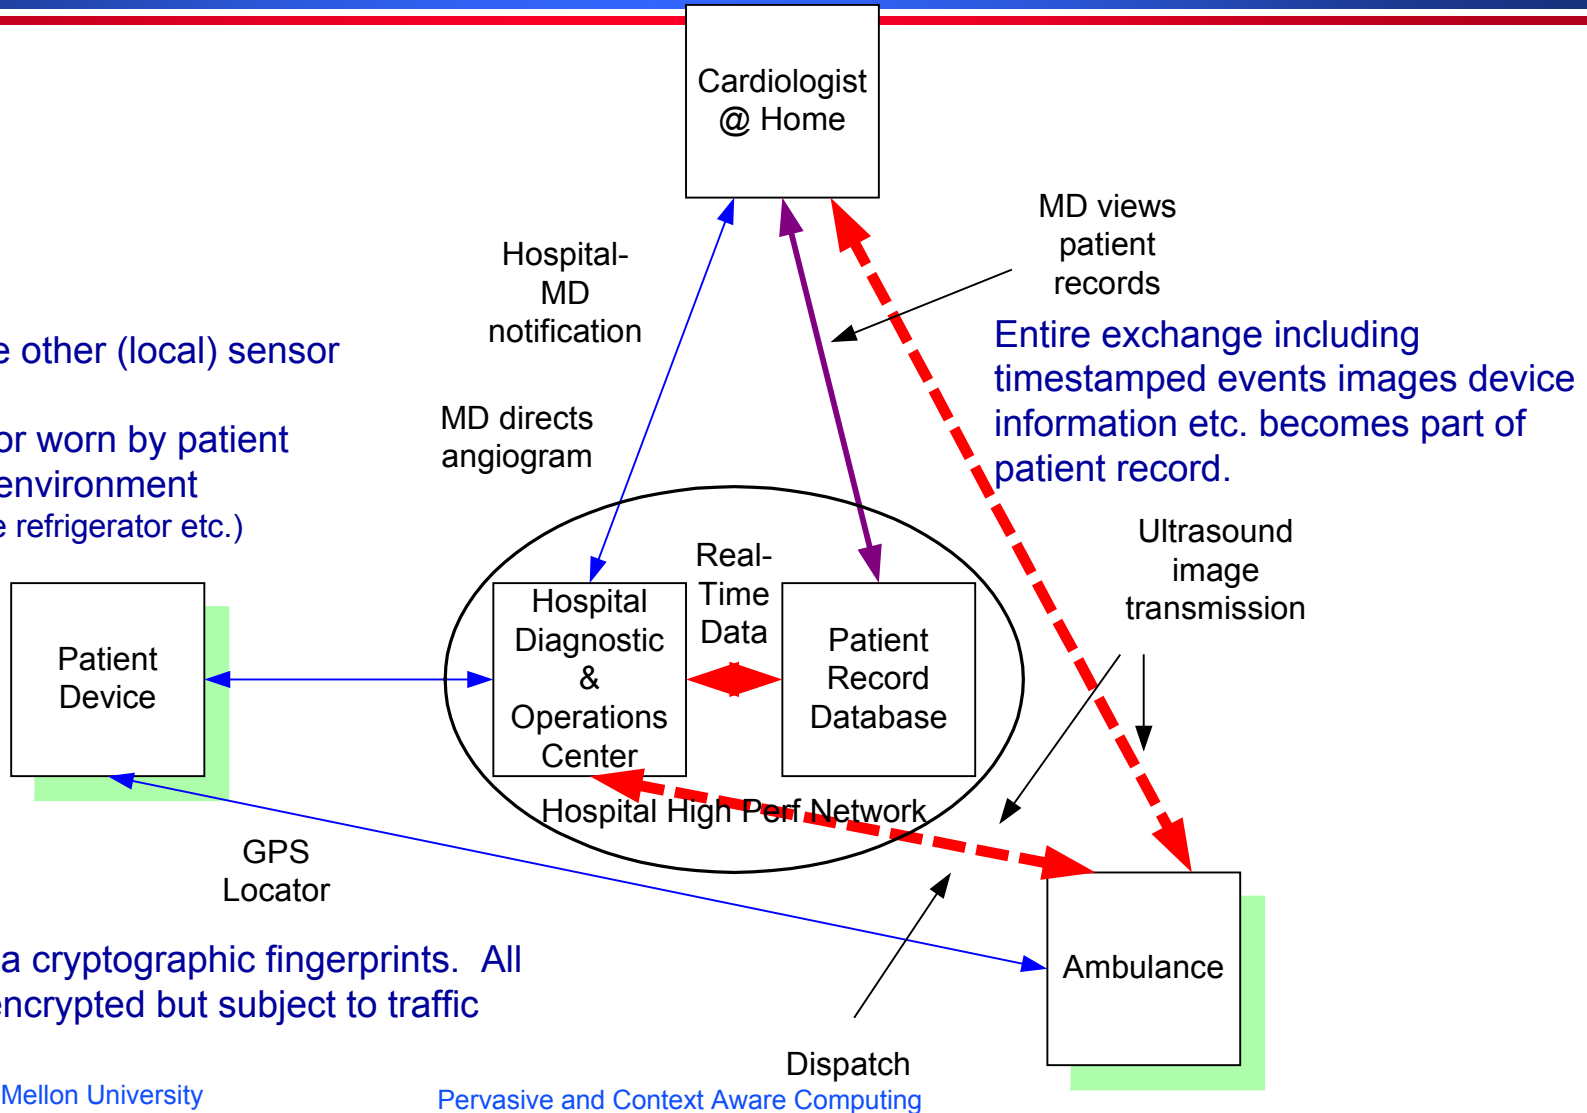 Cardiologist
@ Home
MD views
patient
records
Hospital-
MD
notification
e other (local) sensor
Entire exchange including
timestamped events images device
information etc. becomes part of
patient record.
or worn by patient
environment
e refrigerator etc.)
MD directs
angiogram
Ultrasound
image
transmission
Real-
Time
Data
Patient
Device
Hospital
Diagnostic
&
Operations
Center
Patient
Record
Database
Hospital High Perf Network
GPS
Locator
a cryptographic fingerprints. All
encrypted but subject to traffic
Ambulance
Dispatch
Mellon University
Pervasive and Context Aware Computing